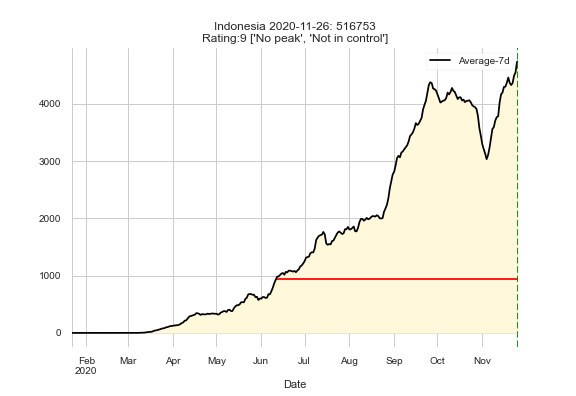 Indonesia 2020-11-26: 516753
Rating:9 ['No peak', 'Not in control']
Average-7d
4000
3000
2000
1000
0
Feb Mar Apr May Jun Jul Aug Sep Oct Nov
2020
Date